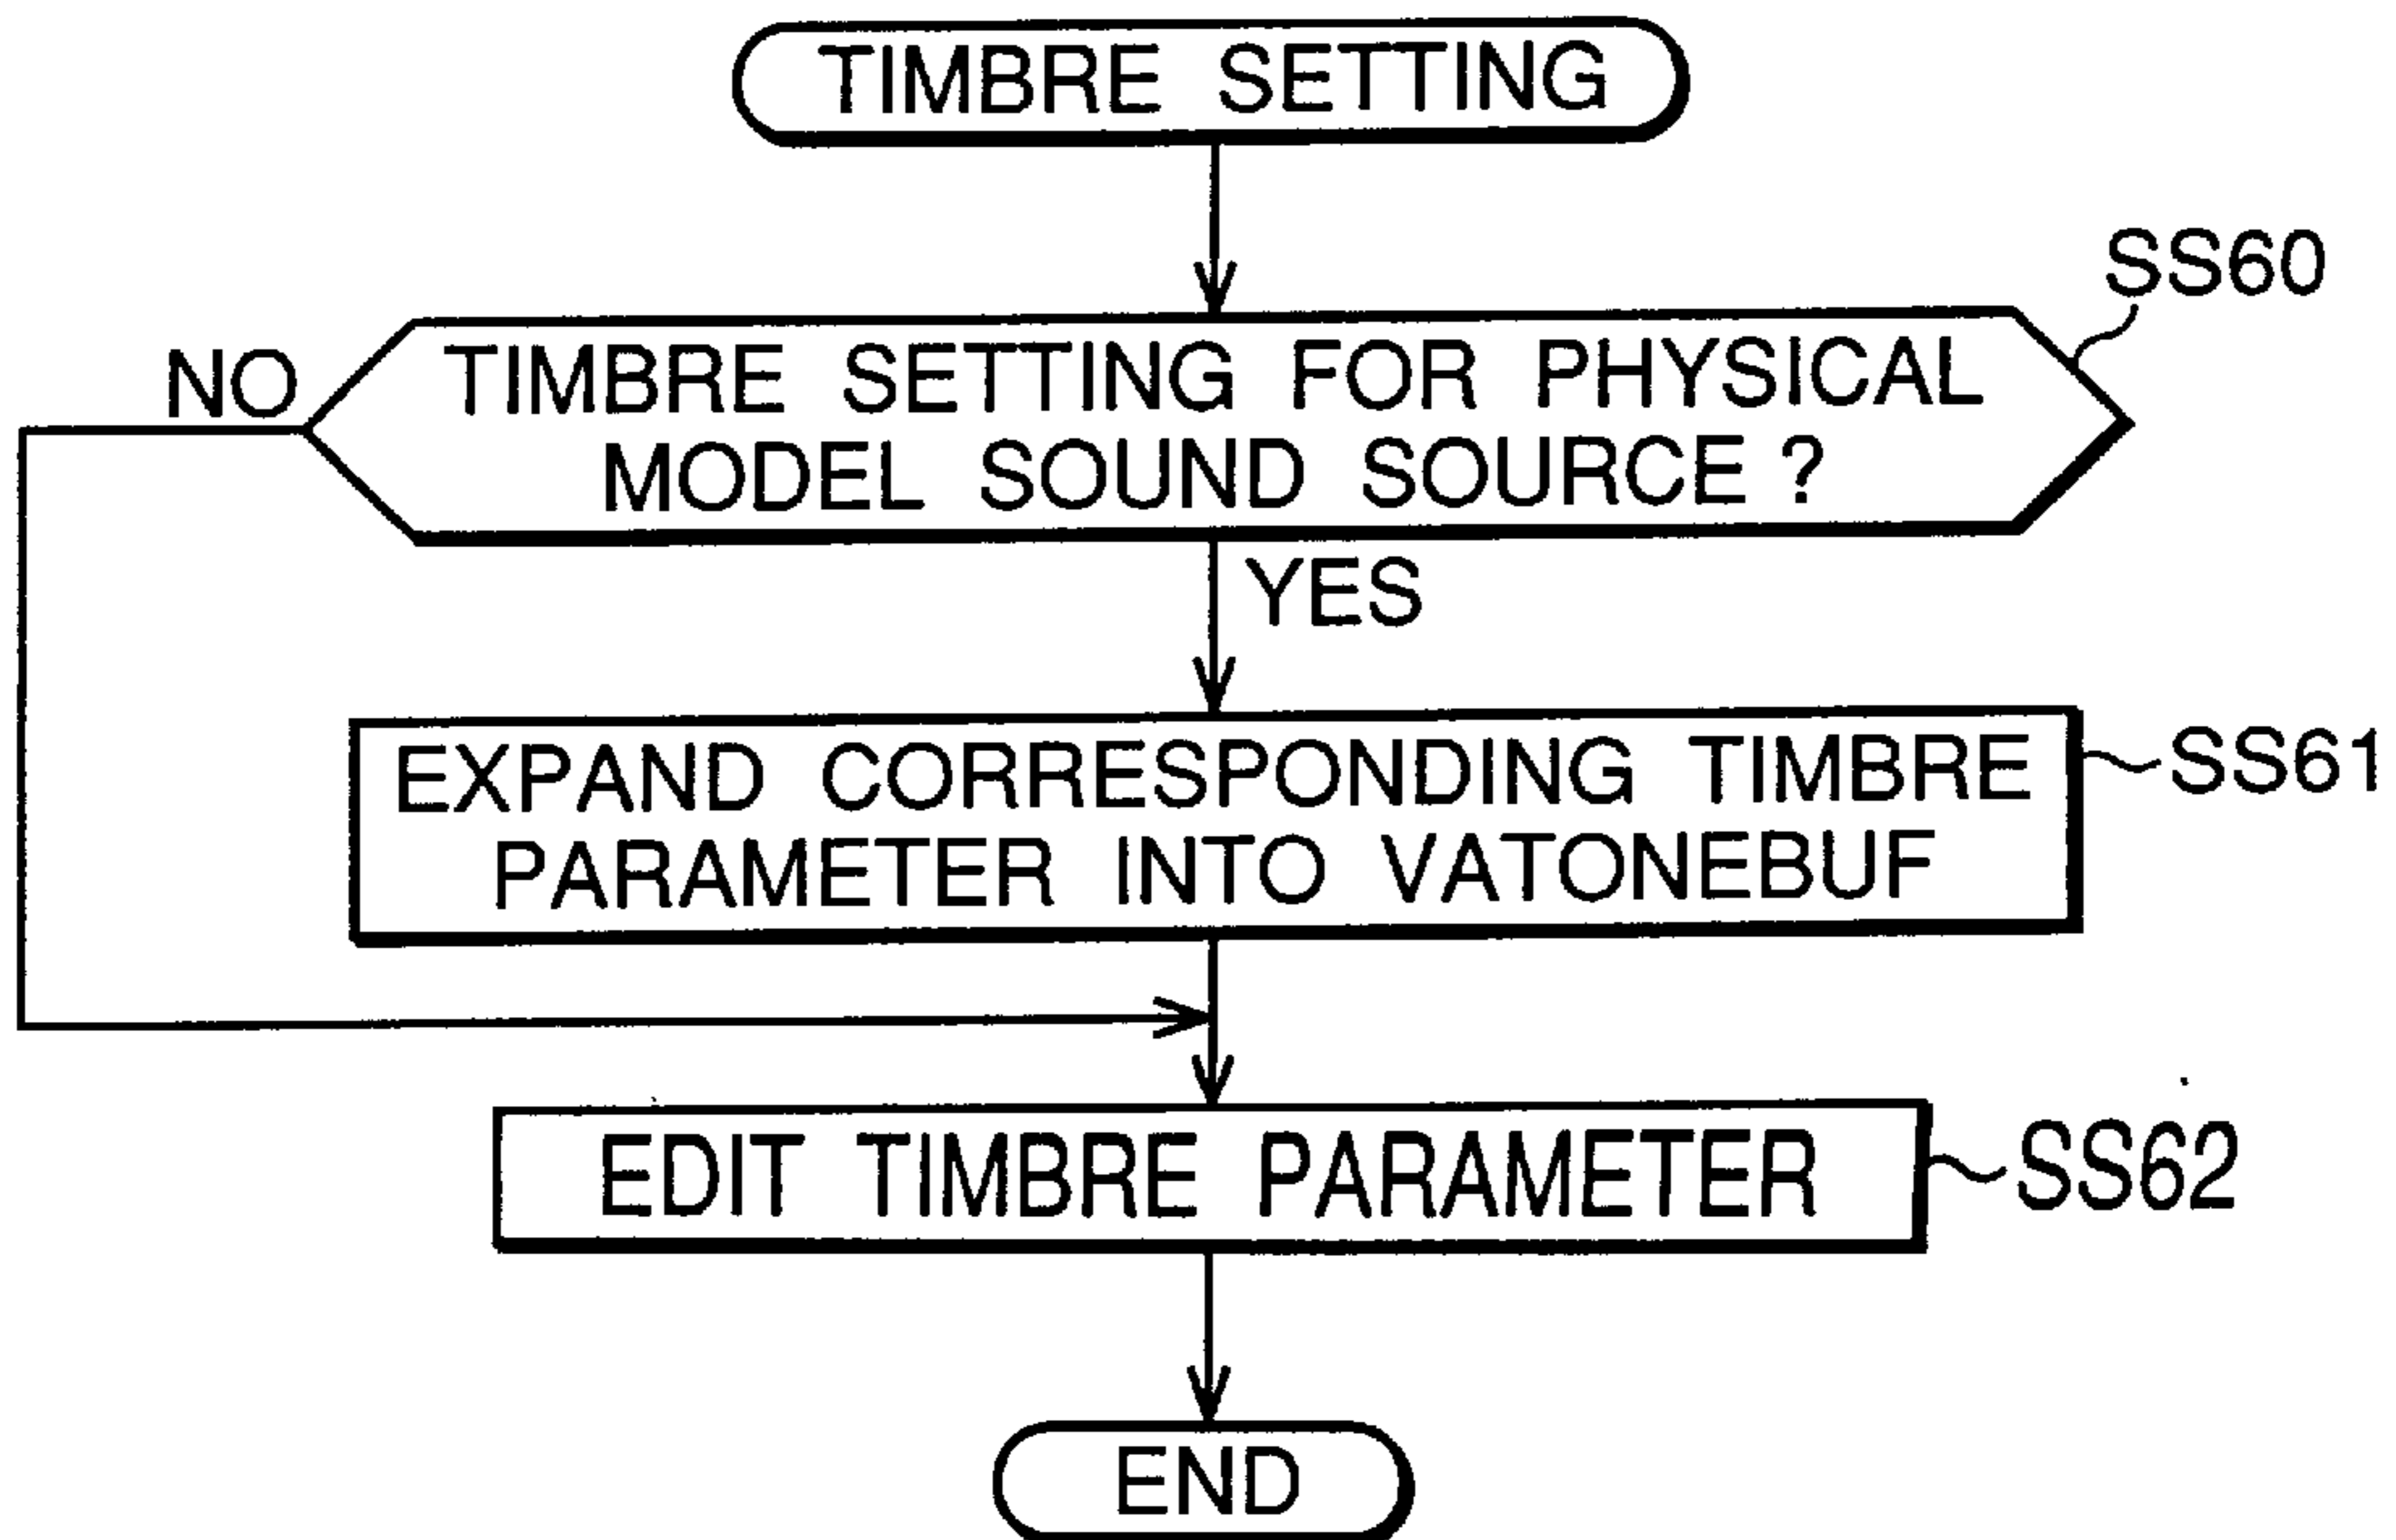 TIMBRE SETTING
SS60
NO
TIMBRE SETTING FOR PHYSICAL
MODEL SOUND SOURCE ?
YES
EXPAND CORRESPONDING TIMBRE
PARAMETER INTO VATONEBUF
SS61
EDIT TIMBRE PARAMETER
SS62
END